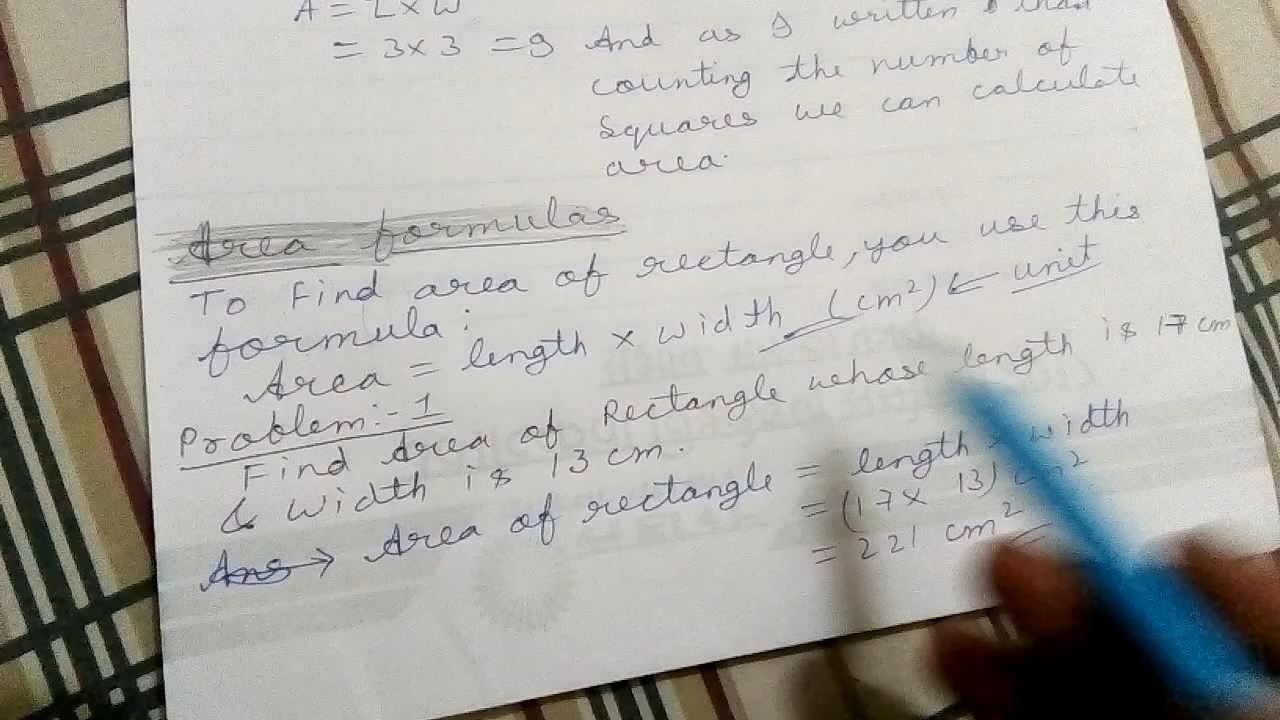 A = L × W
= 3 × 3 = 9 And as I written
counting the number of
squares we can calculate
area.
Area formulas
To Find area of rectangle, you use this
formula:
Area = length × width (cm²) ← unit
Problem:-1
Find Area of Rectangle whose length is 17 cm
& width is 13 cm.
Ans → Area of rectangle = length × width
= (17 × 13) cm²
= 221 cm²